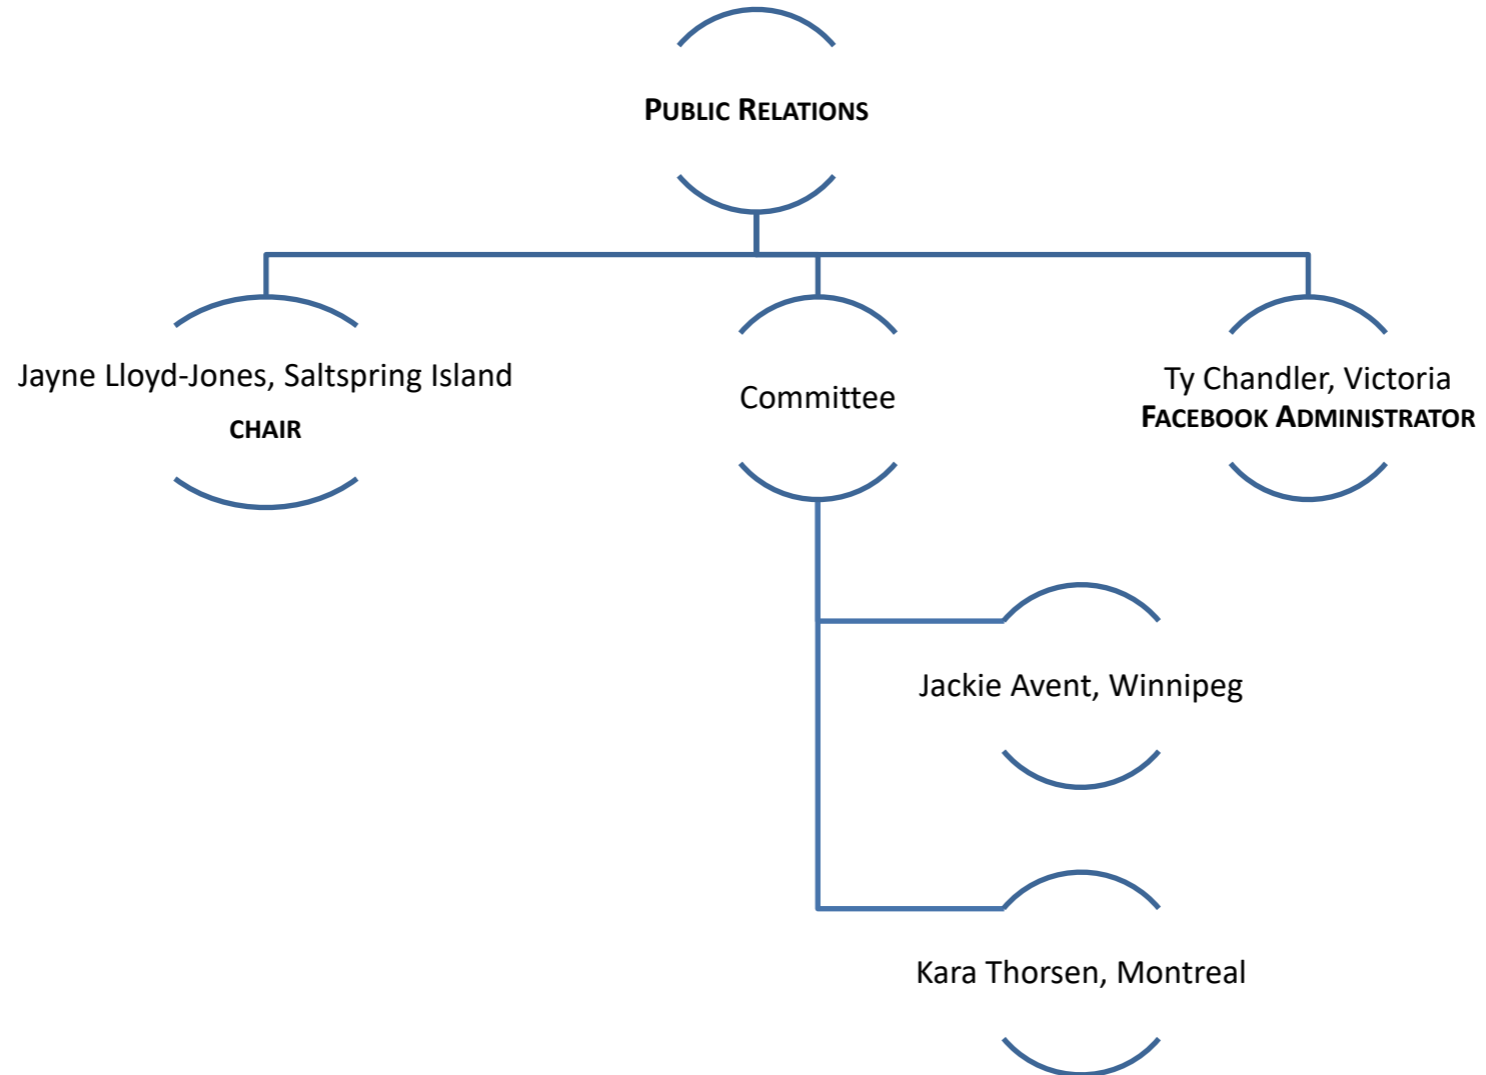 PUBLIC RELATIONS
Jayne Lloyd-Jones, Saltspring Island
CHAIR
Committee
Ty Chandler, Victoria
FACEBOOK ADMINISTRATOR
Jackie Avent, Winnipeg
Kara Thorsen, Montreal